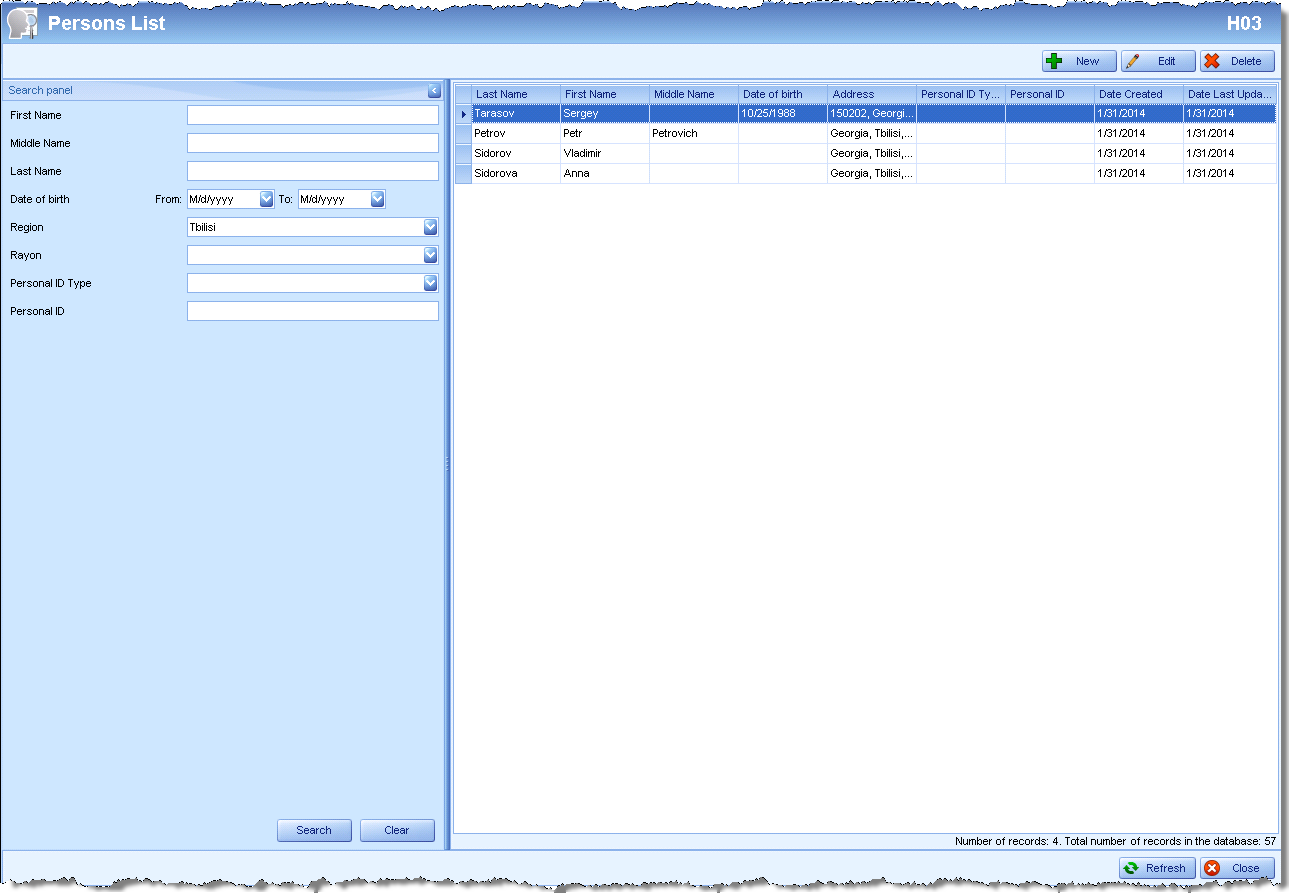 Persons List H03
New Edit Delete
Search panel
First Name
Middle Name
Last Name
Date of birth From: M/d/yyyy To: M/d/yyyy
Region Tbilisi
Rayon
Personal ID Type
Personal ID
Search Clear
Last Name First Name Middle Name Date of birth Address Personal ID Ty... Personal ID Date Created Date Last Upda...
Tarasov Sergey 10/25/1988 150202, Georgi... 1/31/2014 1/31/2014
Petrov Petr Petrovich Georgia, Tbilisi,... 1/31/2014 1/31/2014
Sidorov Vladimir Georgia, Tbilisi,... 1/31/2014 1/31/2014
Sidorova Anna Georgia, Tbilisi,... 1/31/2014 1/31/2014
Number of records: 4. Total number of records in the database: 57
Refresh Close